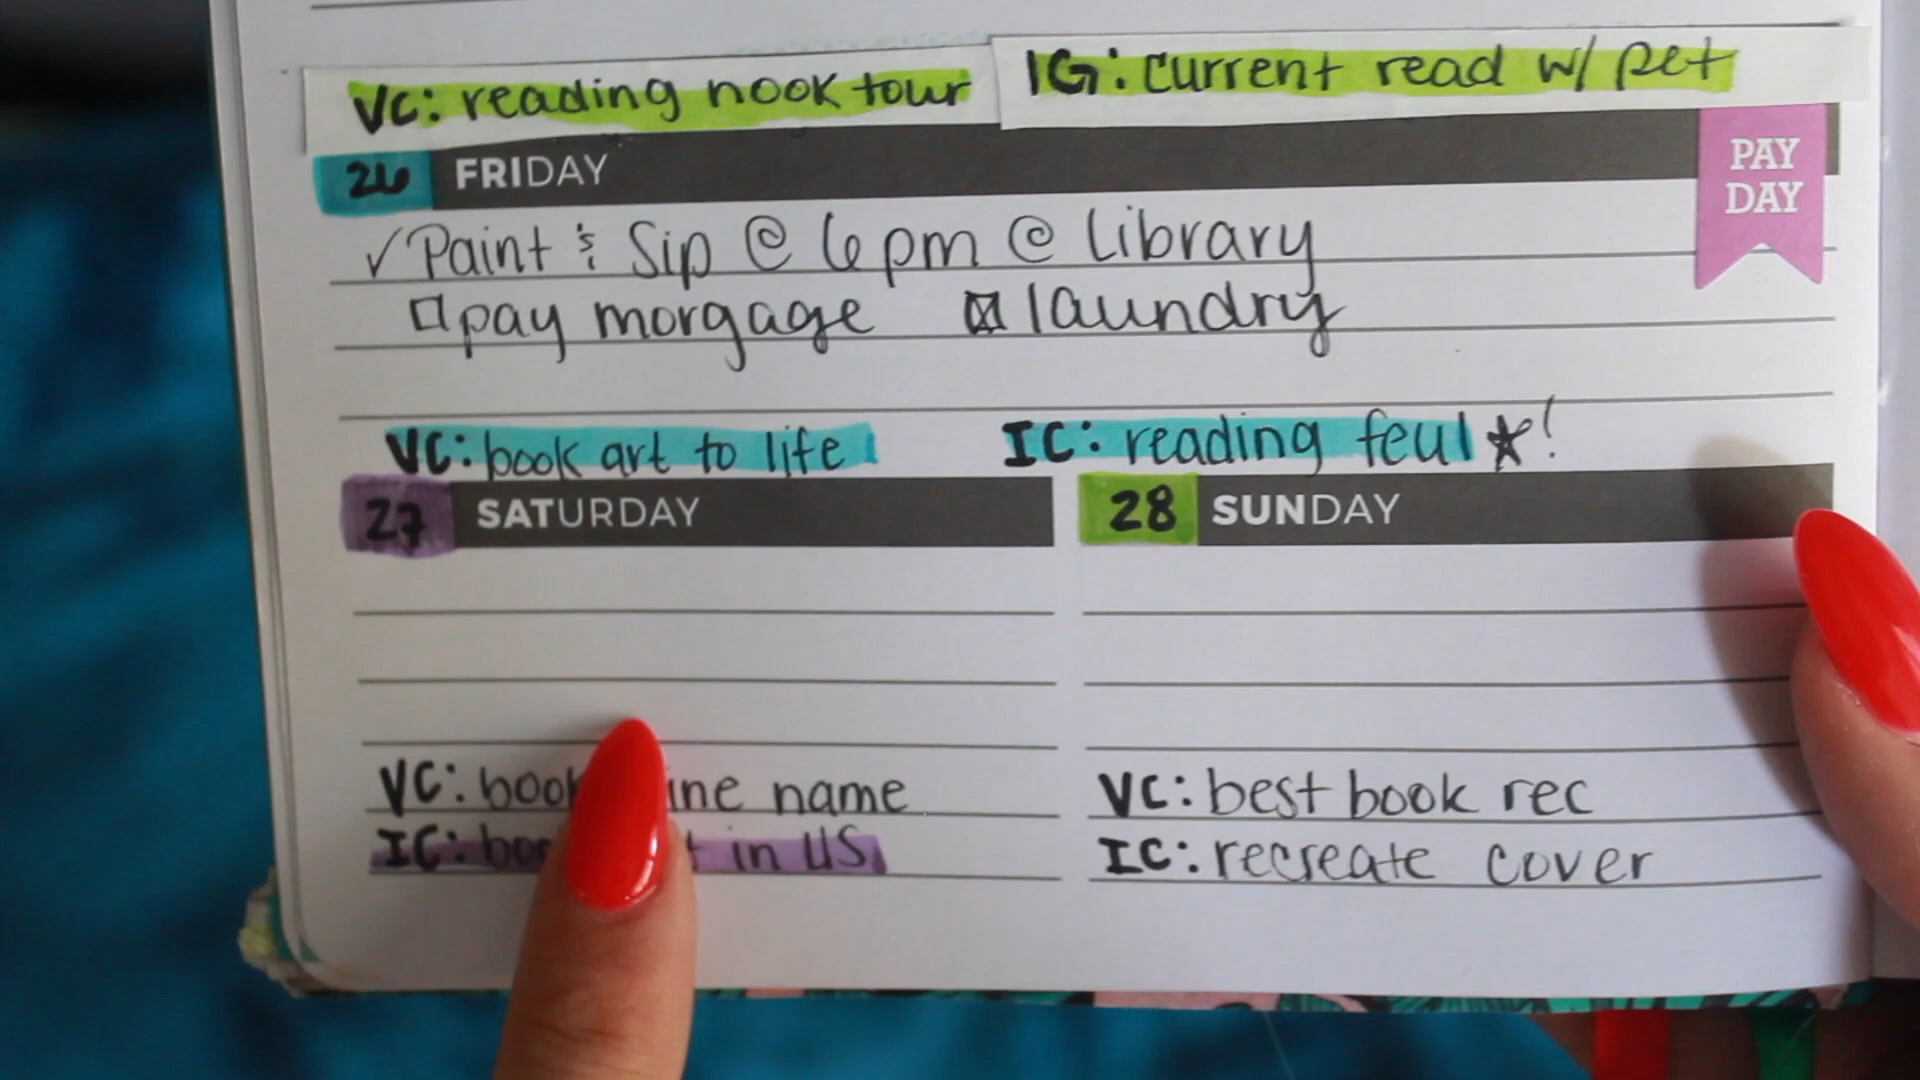 VC: reading nook tour
IG: current read w/ pet
26 FRIDAY
PAY
DAY
✓ Paint & Sip @ 6pm @ Library
□ pay morgage ☒ laundry
VC: book art to life
IC: reading feul ★!
27 SATURDAY
28 SUNDAY
VC: name
VC: best book rec
IC: in US
IC: recreate cover